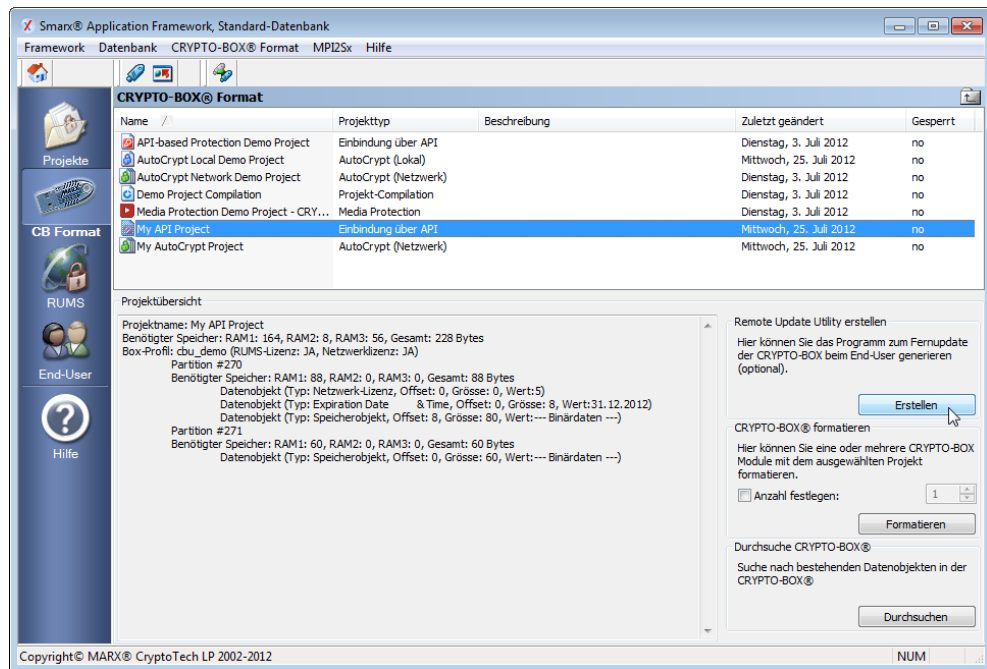 Smarx® Application Framework, Standard-Datenbank
Framework Datenbank CRYPTO-BOX® Format MPI2Sx Hilfe
CRYPTO-BOX® Format
Name Projekttyp Beschreibung Zuletzt geändert Gesperrt
API-based Protection Demo Project Einbindung über API Dienstag, 3. Juli 2012 no
AutoCrypt Local Demo Project AutoCrypt (Lokal) Mittwoch, 25. Juli 2012 no
AutoCrypt Network Demo Project AutoCrypt (Netzwerk) Dienstag, 3. Juli 2012 no
Demo Project Compilation Projekt-Compilation Dienstag, 3. Juli 2012 no
Media Protection Demo Project - CRY... Media Protection Dienstag, 3. Juli 2012 no
My API Project Einbindung über API Mittwoch, 25. Juli 2012 no
My AutoCrypt Project AutoCrypt (Netzwerk) Mittwoch, 25. Juli 2012 no
Projekte
CB Format
RUMS
End-User
Hilfe
Projektübersicht
Projektname: My API Project
Benötigter Speicher: RAM1: 164, RAM2: 8, RAM3: 56, Gesamt: 228 Bytes
Box-Profil: cbu_demo (RUMS-Lizenz: JA, Netzwerklizenz: JA)
Partition #270
Benötigter Speicher: RAM1: 88, RAM2: 0, RAM3: 0, Gesamt: 88 Bytes
Datenobjekt (Typ: Netzwerk-Lizenz, Offset: 0, Grösse: 0, Wert:5)
Datenobjekt (Typ: Expiration Date & Time, Offset: 0, Grösse: 8, Wert:31.12.2012)
Datenobjekt (Typ: Speicherobjekt, Offset: 8, Grösse: 80, Wert:--- Binärdaten ---)
Partition #271
Benötigter Speicher: RAM1: 60, RAM2: 0, RAM3: 0, Gesamt: 60 Bytes
Datenobjekt (Typ: Speicherobjekt, Offset: 0, Grösse: 60, Wert:--- Binärdaten ---)
Remote Update Utility erstellen
Hier können Sie das Programm zum Fernupdate
der CRYPTO-BOX beim End-User generieren
(optional).
Erstellen
CRYPTO-BOX® formatieren
Hier können Sie eine oder mehrere CRYPTO-BOX
Module mit dem ausgewählten Projekt
formatieren.
Anzahl festlegen: 1
Formatieren
Durchsuche CRYPTO-BOX®
Suche nach bestehenden Datenobjekten in der
CRYPTO-BOX®
Durchsuchen
Copyright© MARX® CryptoTech LP 2002-2012 NUM